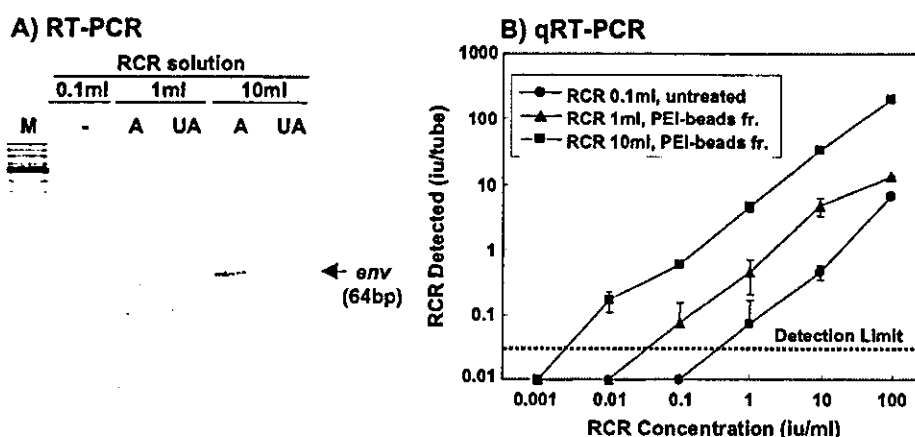 A) RT-PCR
RCR solution
0.1ml 1ml 10ml
M - A UA A UA
env
(64bp)
B) qRT-PCR
RCR Detected (iu/tube)
1000
100
10
1
0.1
0.01
RCR 0.1ml, untreated
RCR 1ml, PEI-beads fr.
RCR 10ml, PEI-beads fr.
Detection Limit
0.001 0.01 0.1 1 10 100
RCR Concentration (iu/ml)